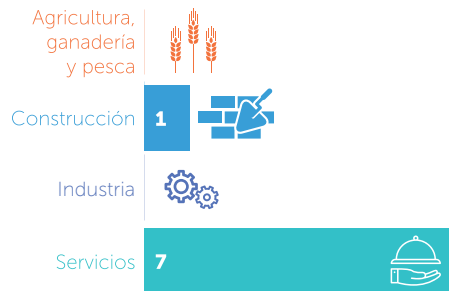 Agricultura,
ganadería
y pesca
Construcción 1
Industria
Servicios 7